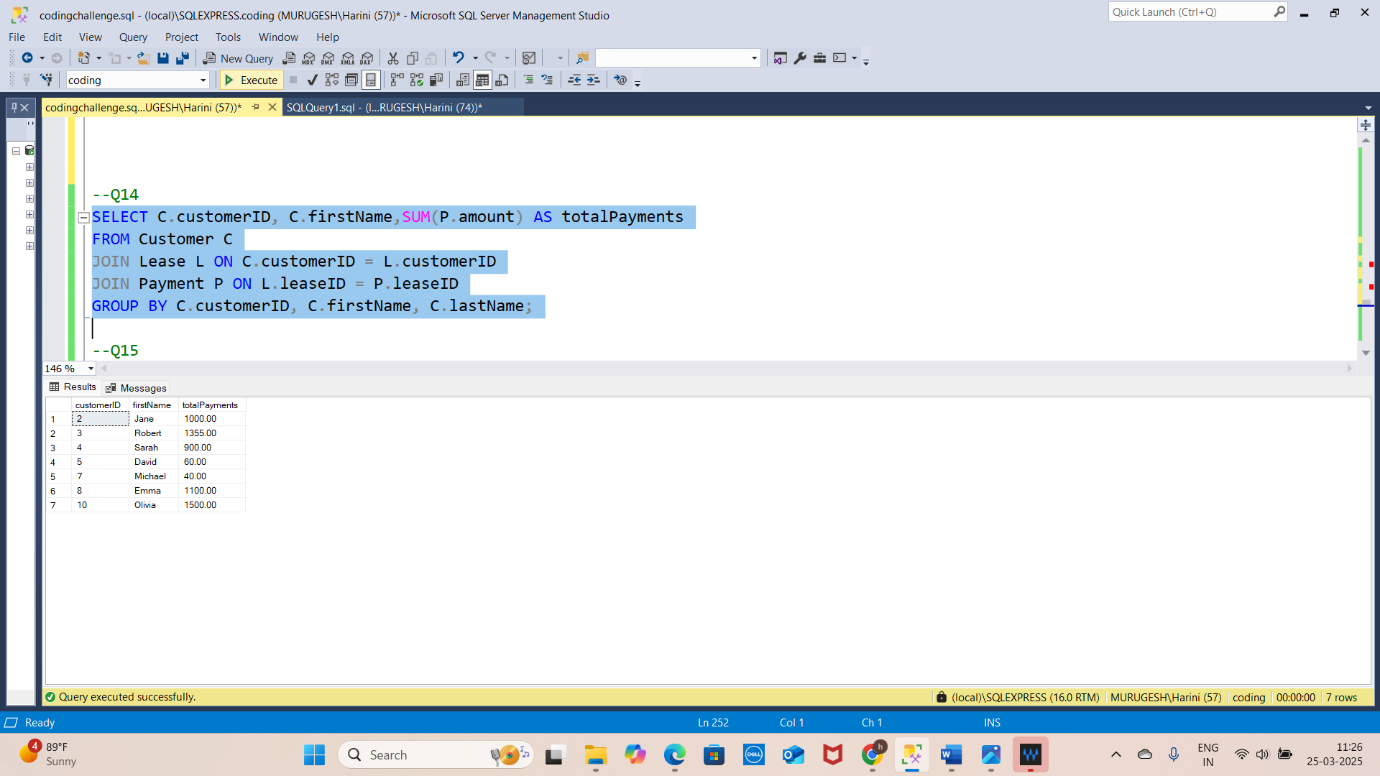 codingchallenge.sql - (local)\SQLEXPRESS.coding (MURUGESH\Harini (57))* - Microsoft SQL Server Management Studio
Quick Launch (Ctrl+Q)
File Edit View Query Project Tools Window Help
New Query
coding
Execute
codingchallenge.sq...UGESH\Harini (57))*
SQLQuery1.sql - (l...RUGESH\Harini (74))*
--Q14
SELECT C.customerID, C.firstName,SUM(P.amount) AS totalPayments
FROM Customer C
JOIN Lease L ON C.customerID = L.customerID
JOIN Payment P ON L.leaseID = P.leaseID
GROUP BY C.customerID, C.firstName, C.lastName;
--Q15
146 %
Results Messages
customerID firstName totalPayments
1 2 Jane 1000.00
2 3 Robert 1355.00
3 4 Sarah 900.00
4 5 David 60.00
5 7 Michael 40.00
6 8 Emma 1100.00
7 10 Olivia 1500.00
Query executed successfully.
(local)\SQLEXPRESS (16.0 RTM) MURUGESH\Harini (57) coding 00:00:00 7 rows
Ready
Ln 252 Col 1 Ch 1 INS
4
89°F
Sunny
Search
DELL
h
W
ENG
IN
11:26
25-03-2025